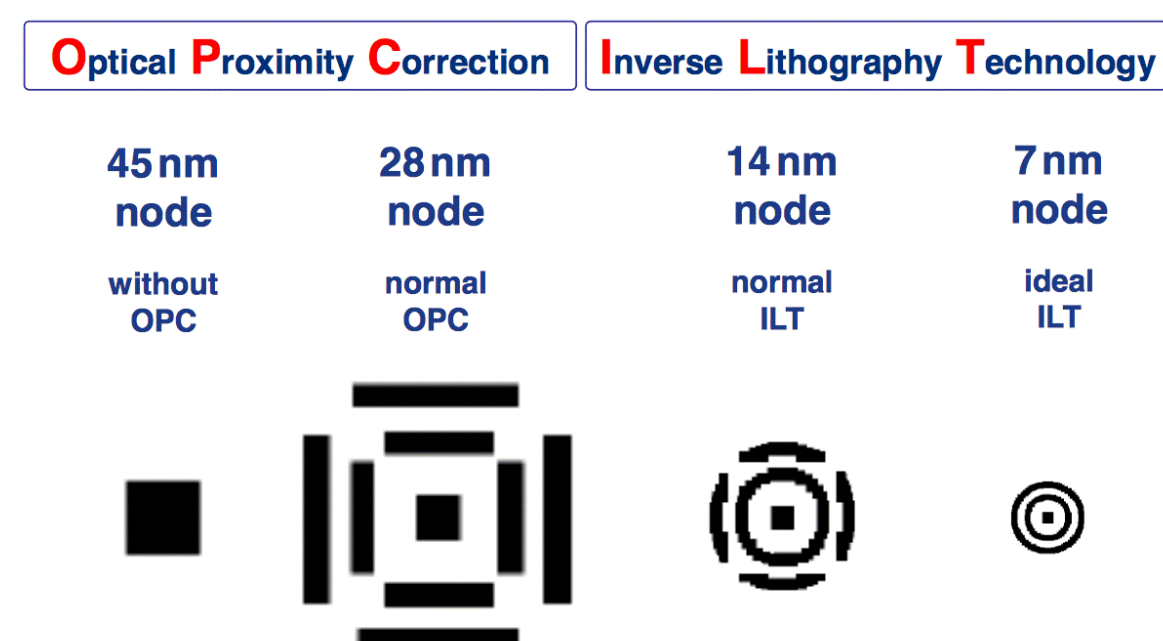 Optical Proximity Correction
Inverse Lithography Technology
45 nm
node
28 nm
node
14 nm
node
7 nm
node
without
OPC
normal
OPC
normal
ILT
ideal
ILT